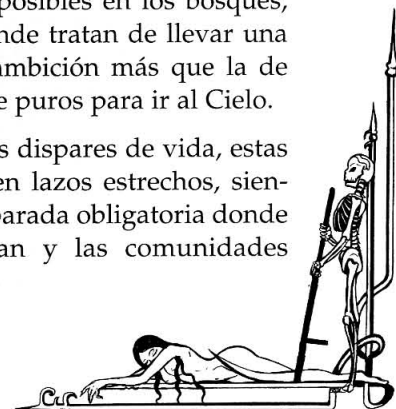 posibles en los bosques,
nde tratan de llevar una
ambición más que la de
e puros para ir al Cielo.
s dispares de vida, estas
en lazos estrechos, sien-
parada obligatoria donde
an y las comunidades